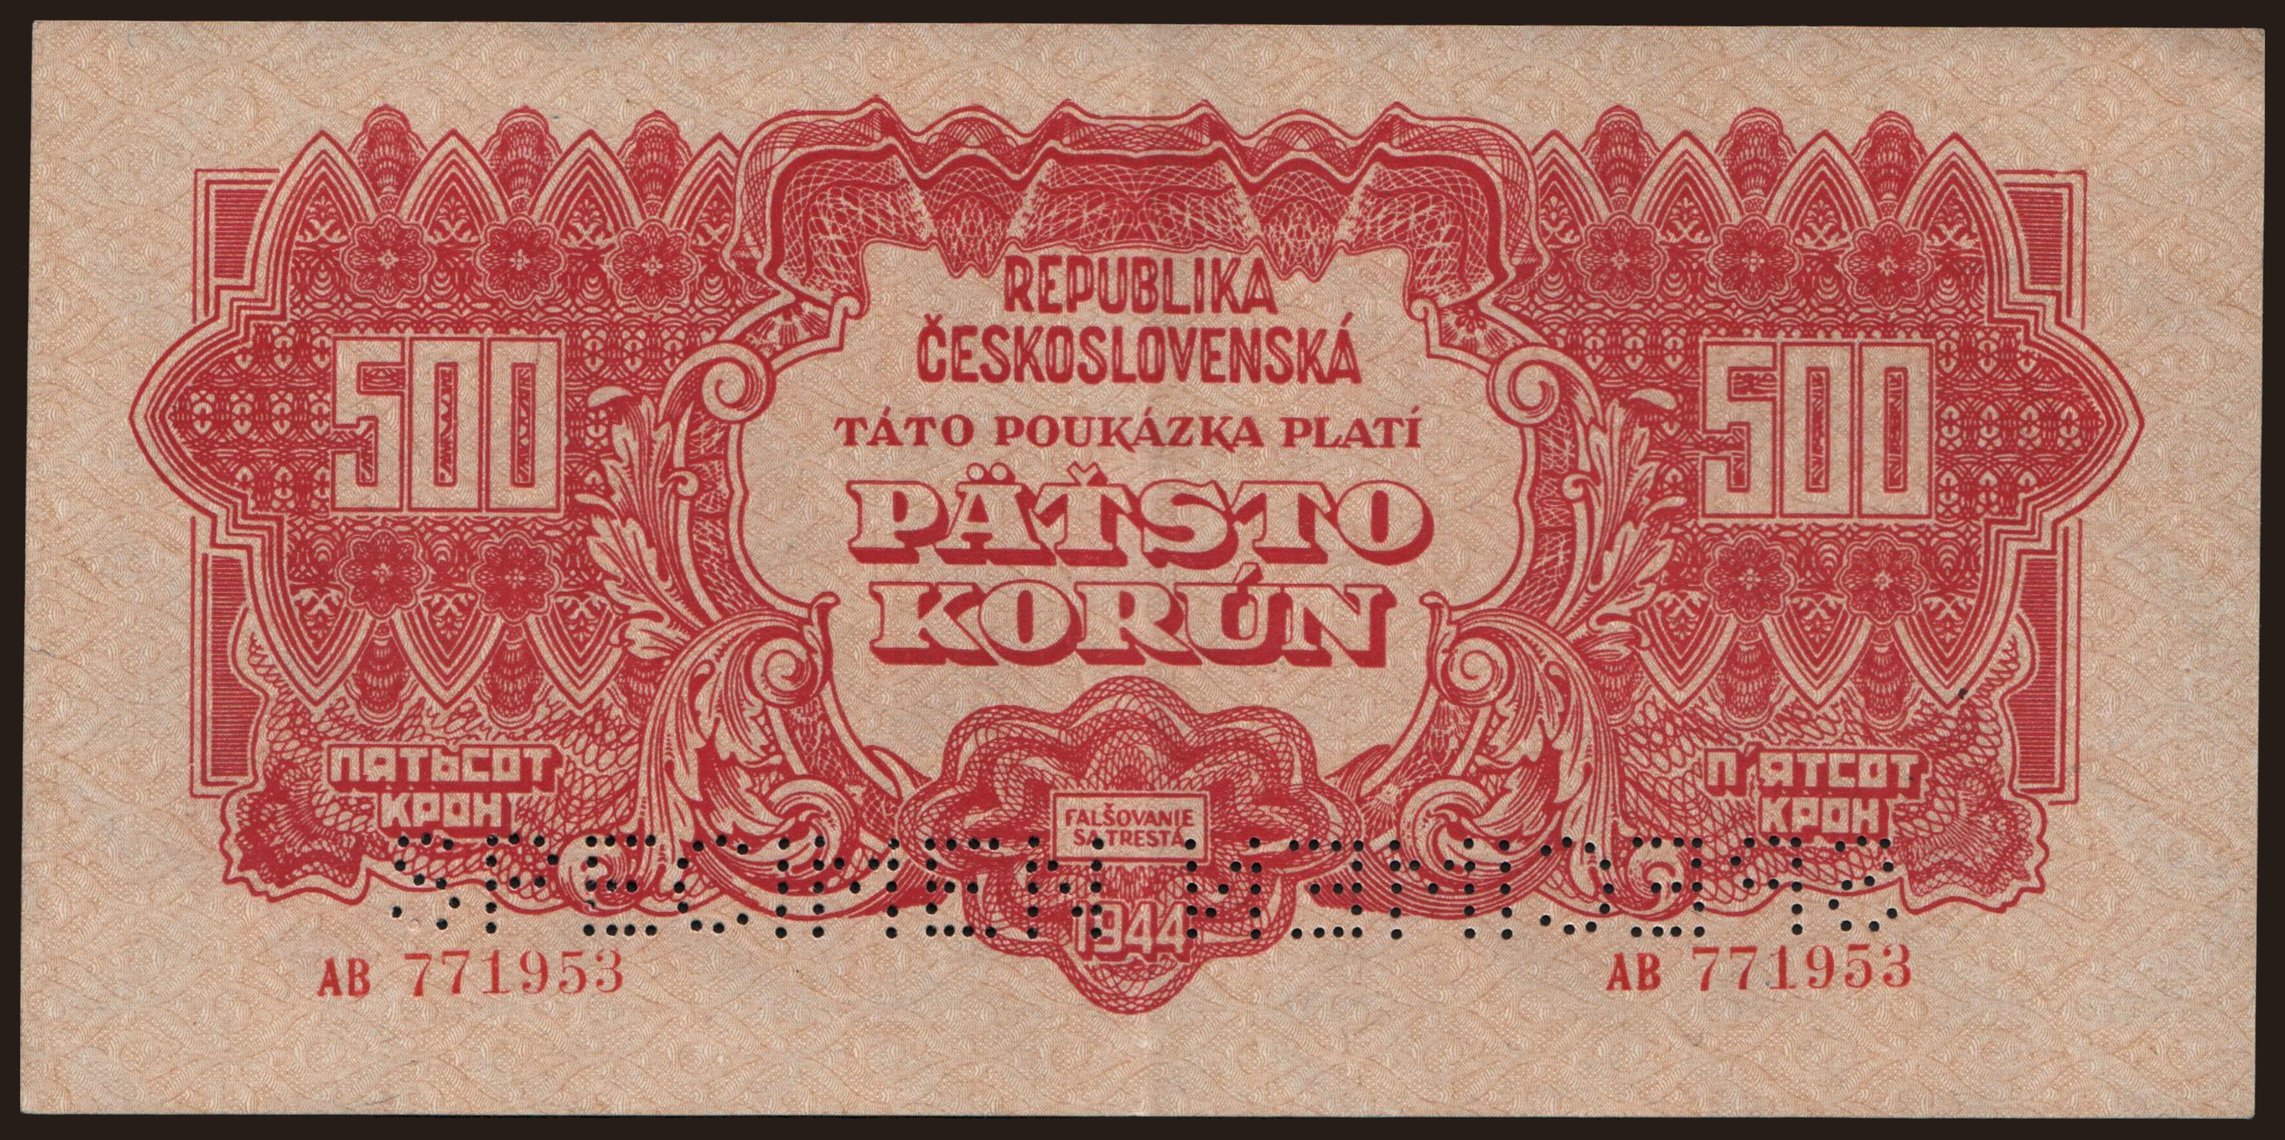 REPUBLIKA
ČESKOSLOVENSKÁ
TÁTO POUKÁZKA PLATÍ
PÄŤSTO
KORÚN
500
500
ПЯТЬСОТ
КРОН
П'ЯТСОТ
КРОН
FALŠOVANIE
SA TRESTÁ
1944
AB 771953
AB 771953